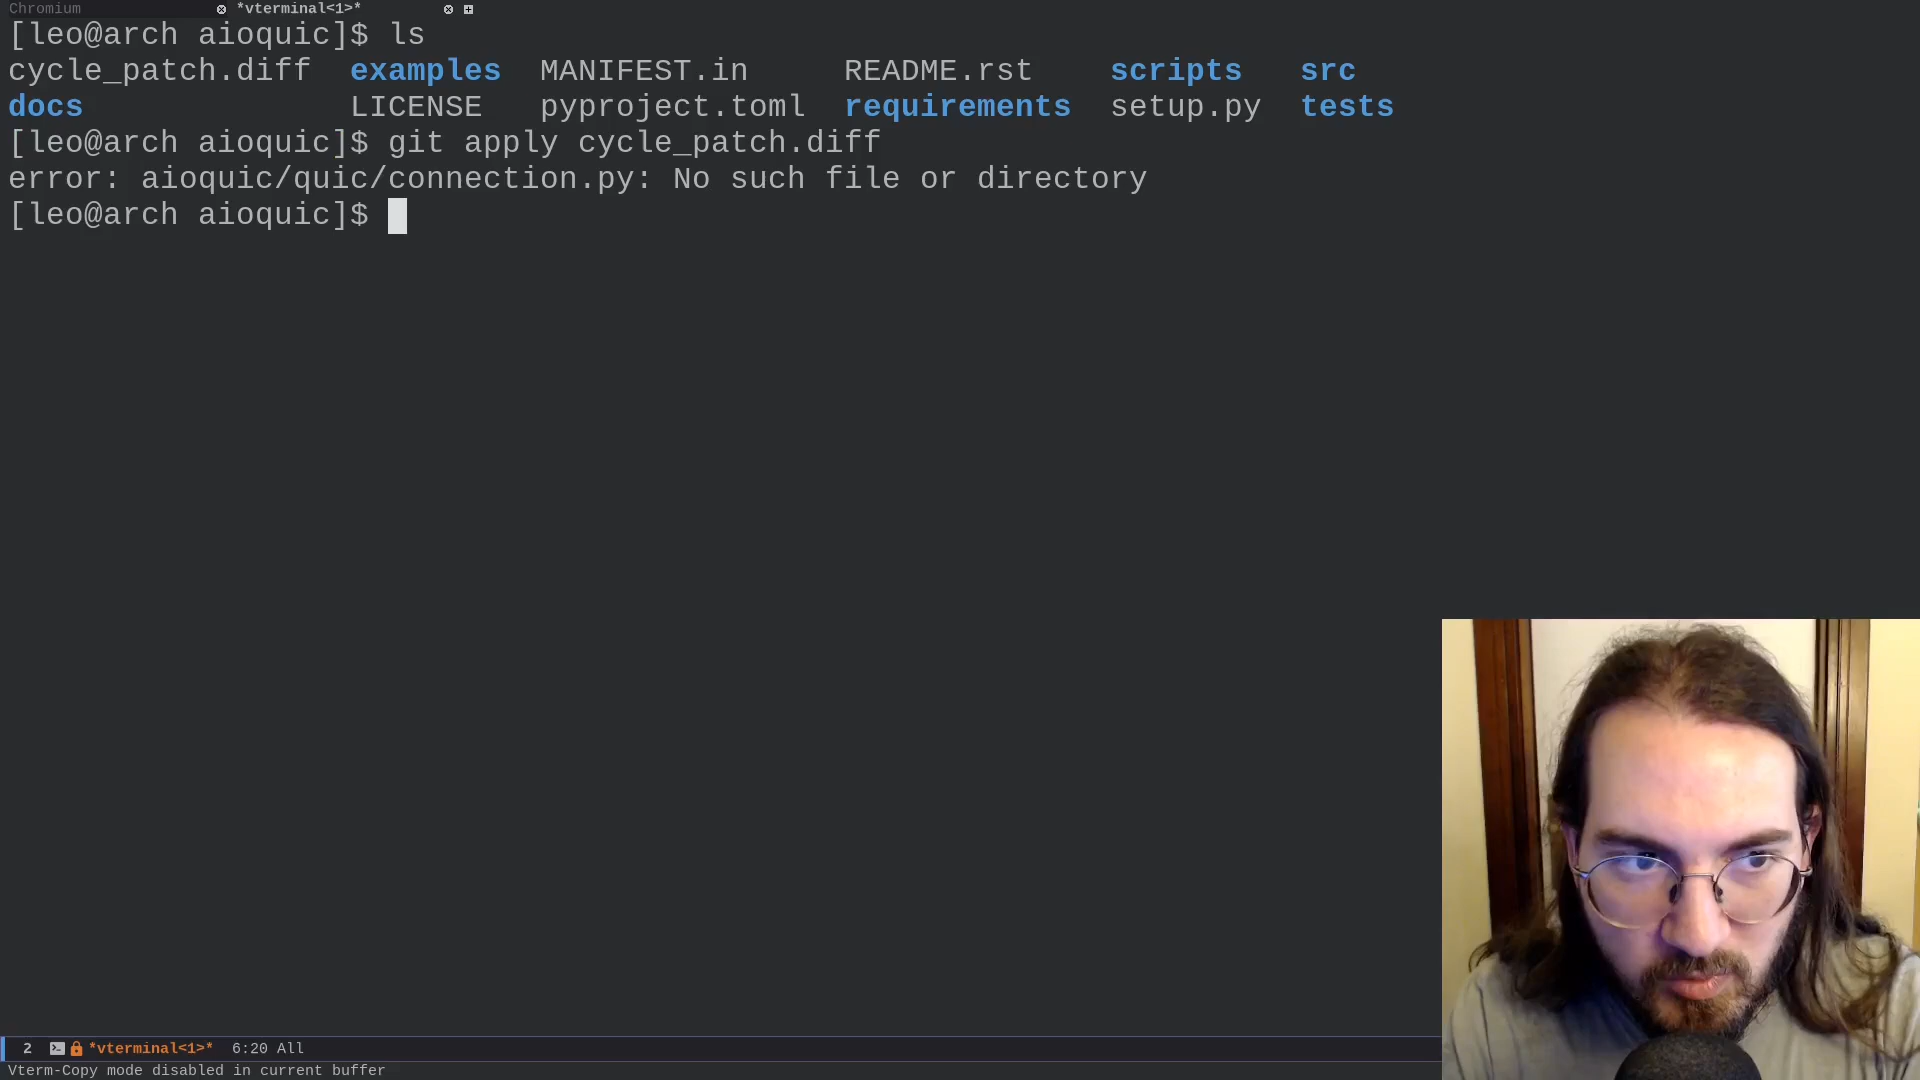 Chromium *vterminal<1>*
[leo@arch aioquic]$ ls
cycle_patch.diff examples MANIFEST.in README.rst scripts src
docs LICENSE pyproject.toml requirements setup.py tests
[leo@arch aioquic]$ git apply cycle_patch.diff
error: aioquic/quic/connection.py: No such file or directory
[leo@arch aioquic]$
2 *vterminal<1>* 6:20 All
Vterm-Copy mode disabled in current buffer